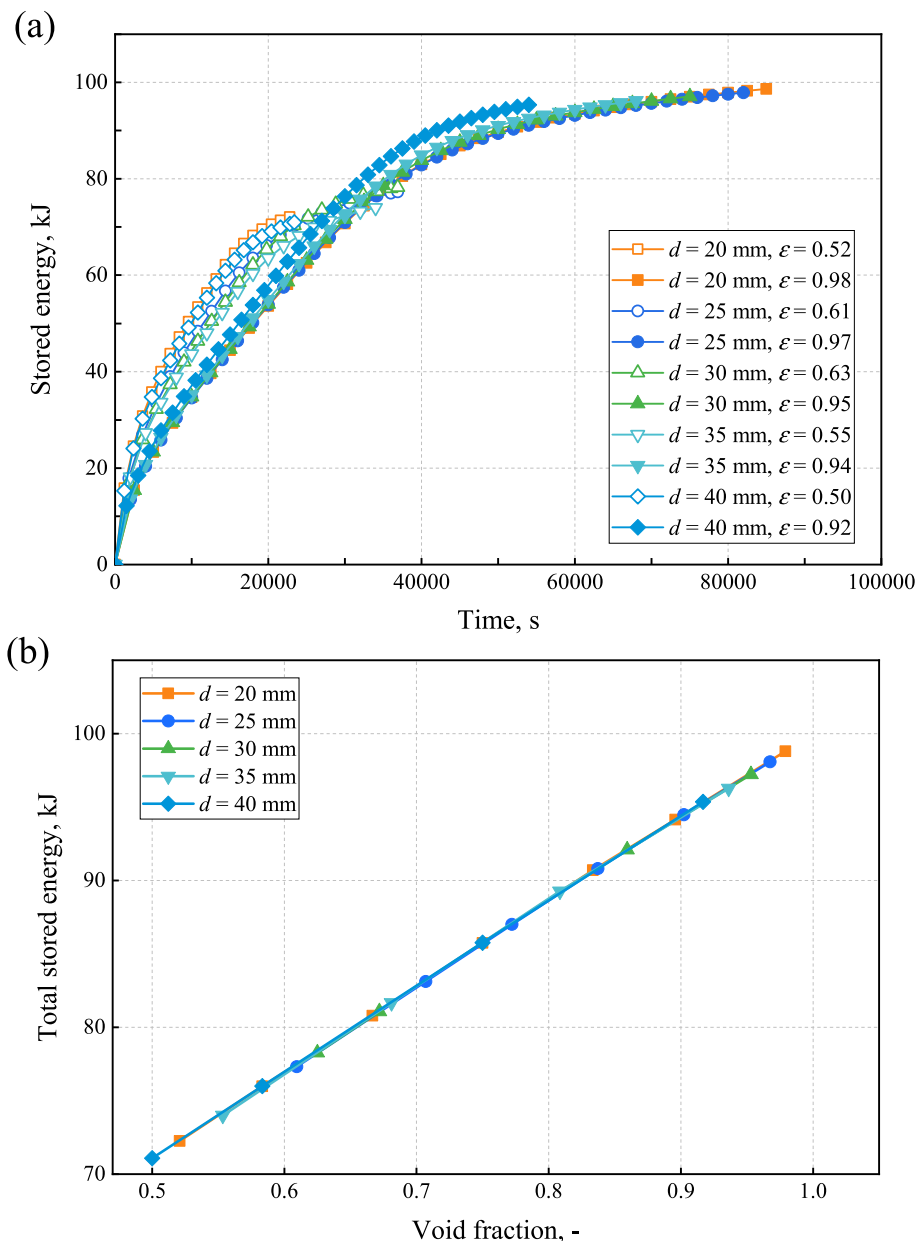 (a)
100
80
60
40
20
0
Stored energy, kJ
d = 20 mm, ε = 0.52
d = 20 mm, ε = 0.98
d = 25 mm, ε = 0.61
d = 25 mm, ε = 0.97
d = 30 mm, ε = 0.63
d = 30 mm, ε = 0.95
d = 35 mm, ε = 0.55
d = 35 mm, ε = 0.94
d = 40 mm, ε = 0.50
d = 40 mm, ε = 0.92
0 20000 40000 60000 80000 100000
Time, s
(b)
d = 20 mm
d = 25 mm
d = 30 mm
d = 35 mm
d = 40 mm
100
90
80
70
Total stored energy, kJ
0.5 0.6 0.7 0.8 0.9 1.0
Void fraction, -